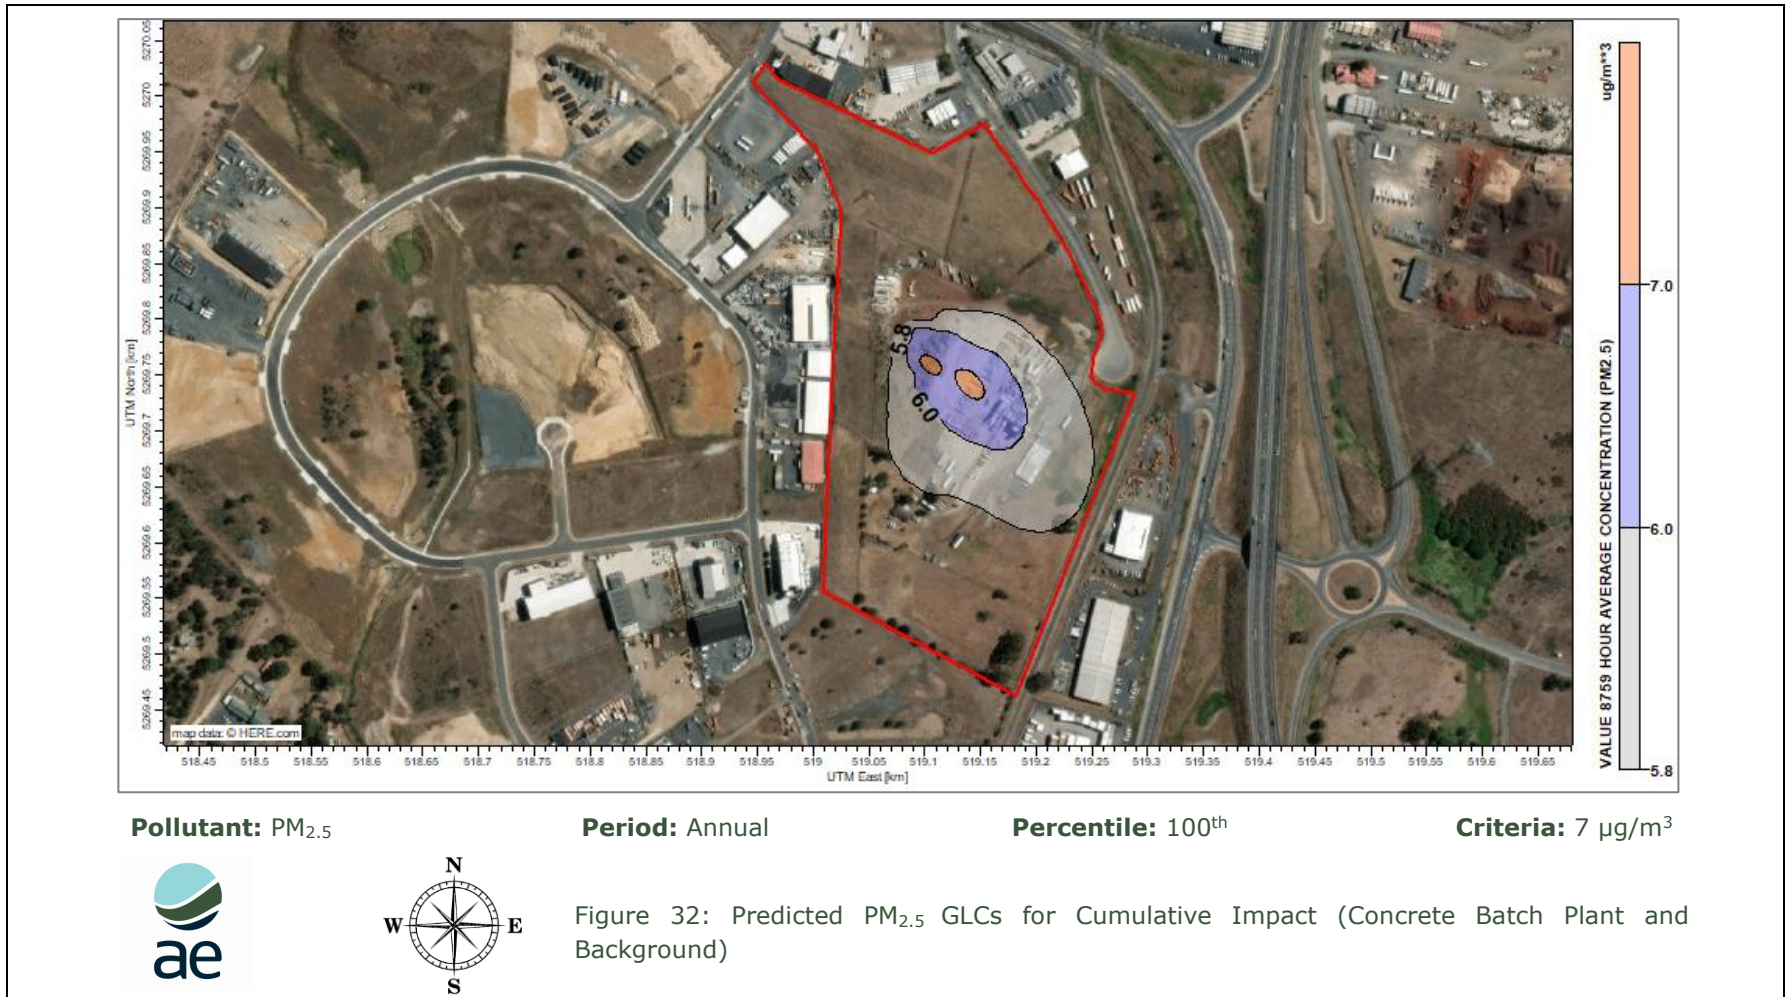 UTM North [km]
5270.05
5270
5269.95
5269.9
5269.85
5269.8
5269.75
5269.7
5269.65
5269.6
5269.55
5269.5
5269.45
5.8
6.0
map data: © HERE.com
518.45 518.5 518.55 518.6 518.65 518.7 518.75 518.8 518.85 518.9 518.95 519 519.05 519.1 519.15 519.2 519.25 519.3 519.35 519.4 519.45 519.5 519.55 519.6 519.65
UTM East [km]
ug/m**3
VALUE 8759 HOUR AVERAGE CONCENTRATION (PM2.5)
7.0
6.0
5.8
Pollutant: PM2.5 Period: Annual Percentile: 100th Criteria: 7 µg/m³
ae
N
W E
S
Figure 32: Predicted PM2.5 GLCs for Cumulative Impact (Concrete Batch Plant and
Background)